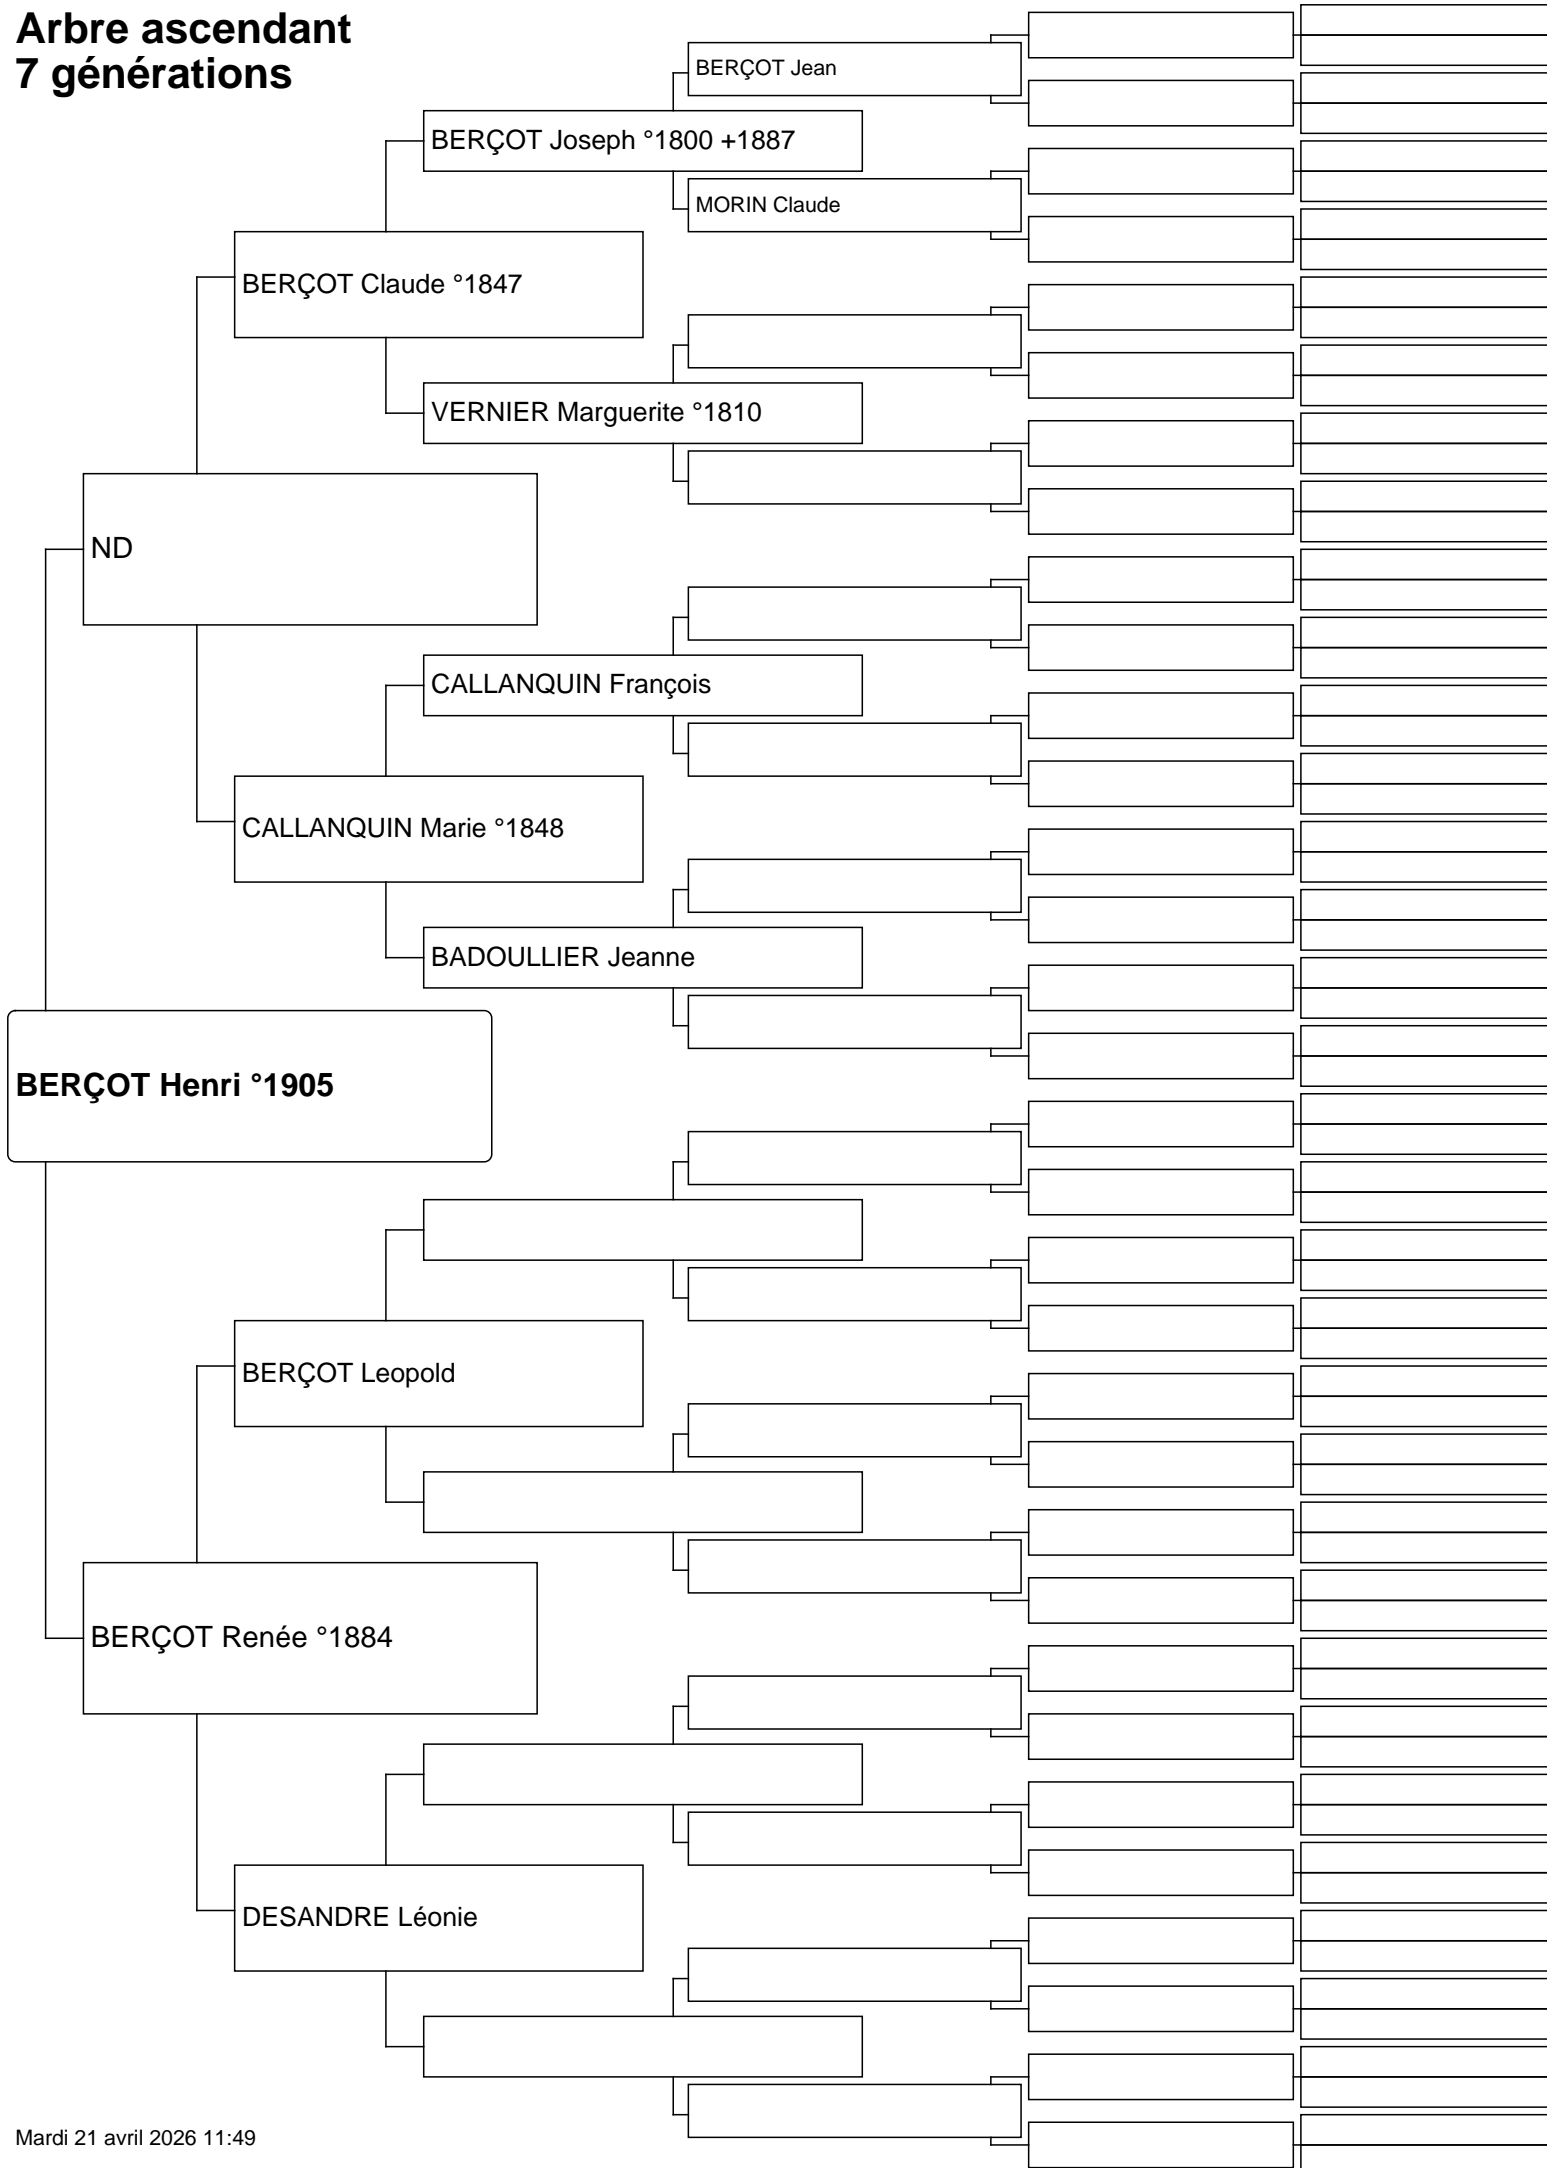 Arbre ascendant
7 générations
BERÇOT Jean
BERÇOT Joseph °1800 +1887
MORIN Claude
BERÇOT Claude °1847
VERNIER Marguerite °1810
ND
CALLANQUIN François
CALLANQUIN Marie °1848
BADOULLIER Jeanne
BERÇOT Henri °1905
BERÇOT Leopold
BERÇOT Renée °1884
DESANDRE Léonie
Mardi 21 avril 2026 11:49